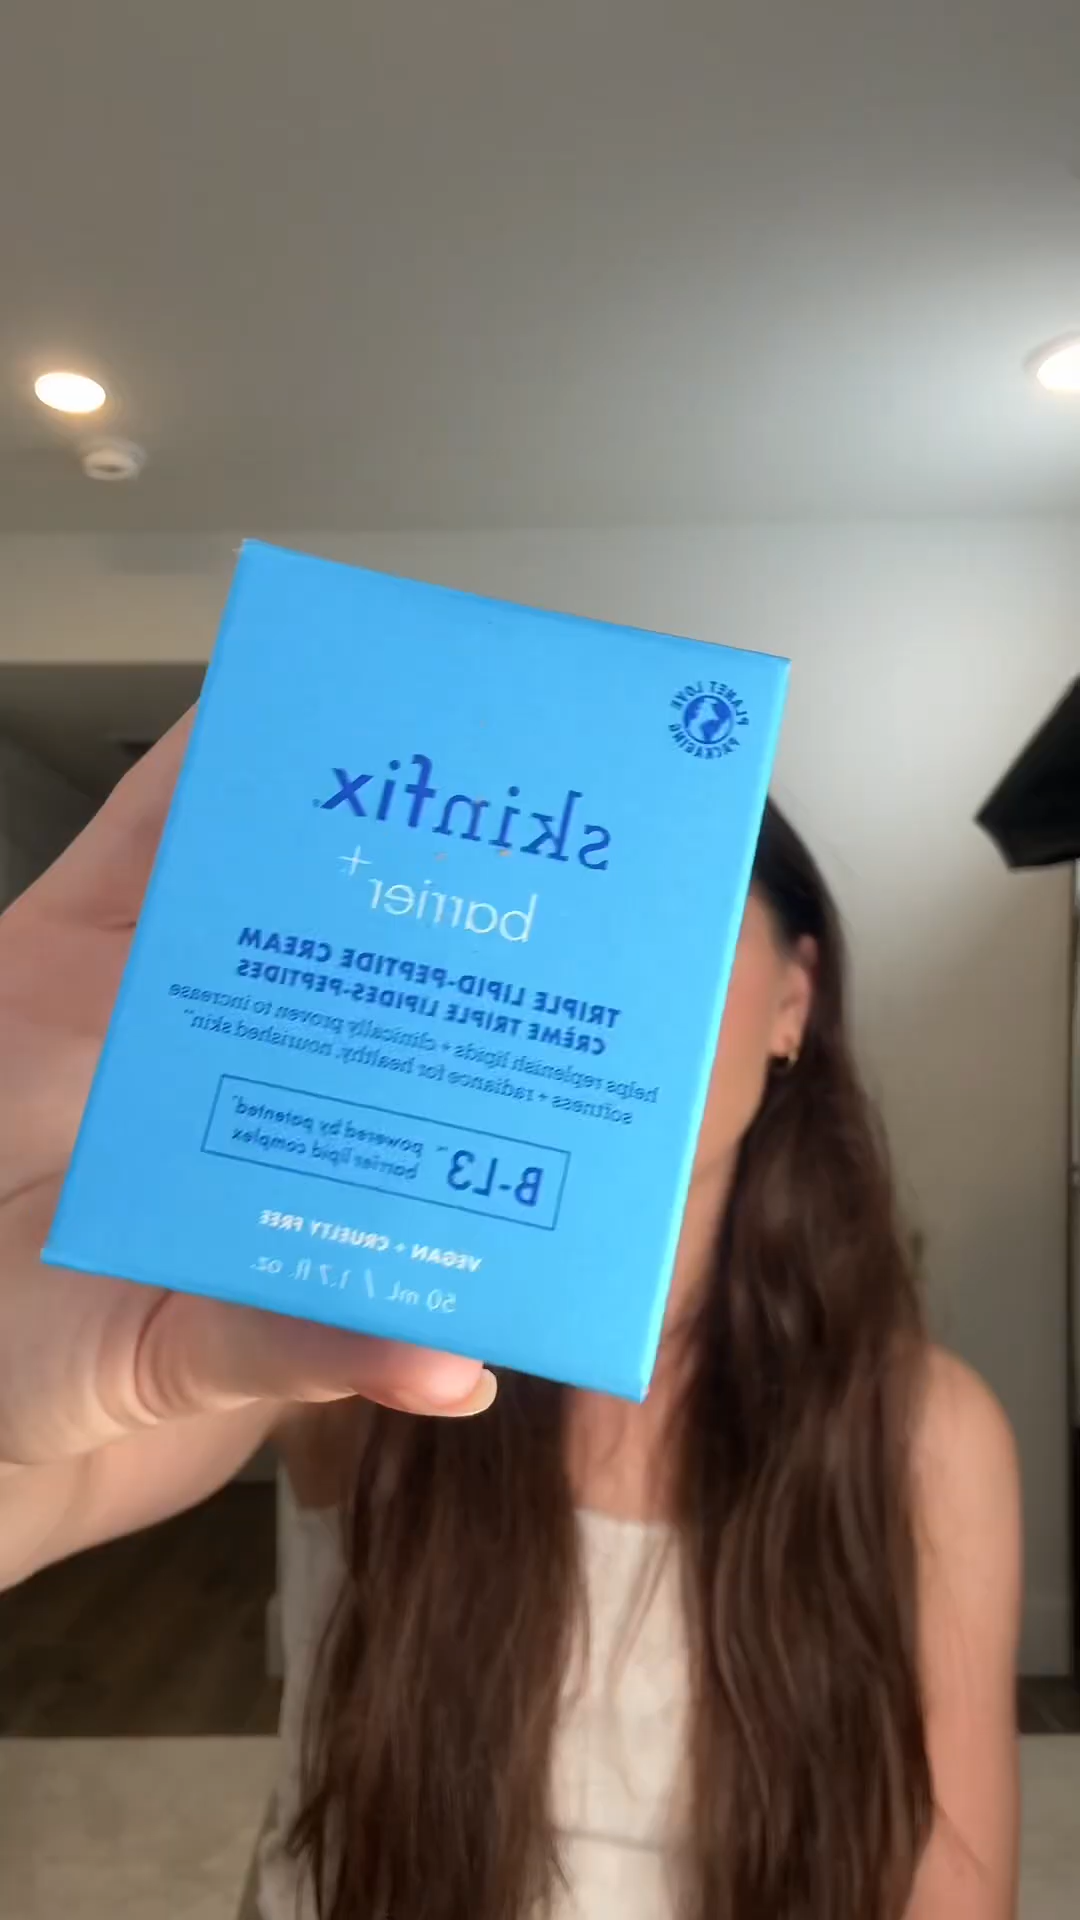 PLANET LOVE
PACKAGING
skinfix.
barrier+
TRIPLE LIPID-PEPTIDE CREAM
CRÈME TRIPLE LIPIDES-PEPTIDES
helps replenish lipids + clinically proven to increase
softness + radiance for healthy, nourished skin™
B-L3™ powered by patented*
barrier lipid complex
VEGAN + CRUELTY FREE
50 mL / 1.7 fl. oz.